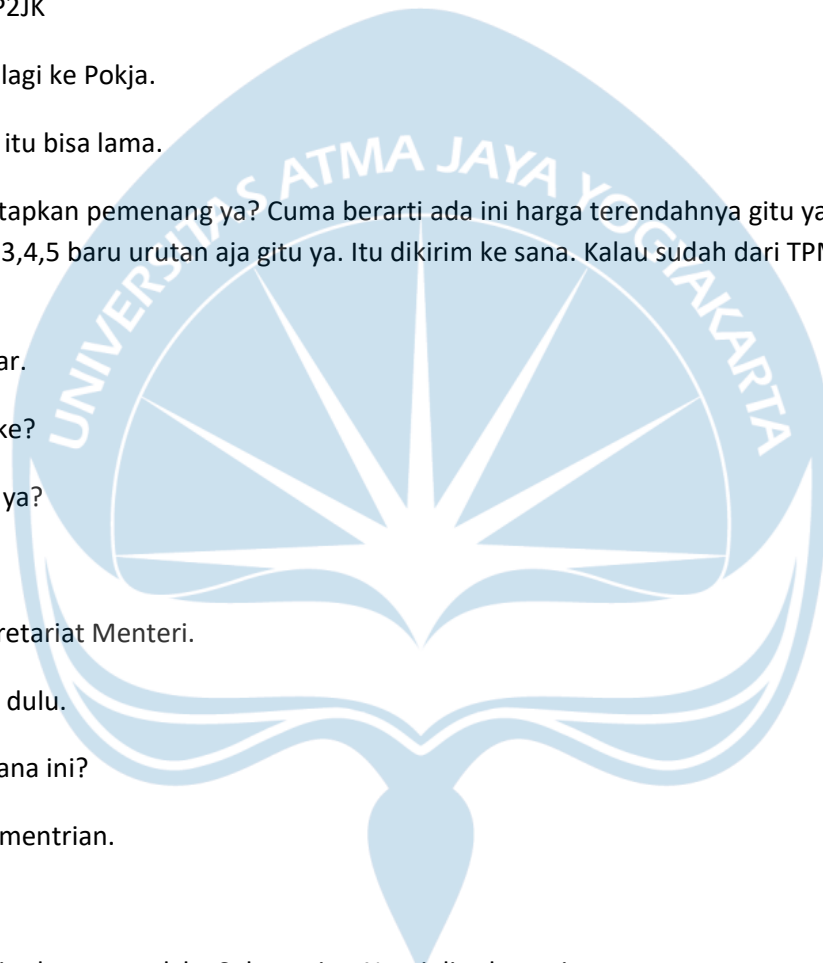 P2JK
lagi ke Pokja.
itu bisa lama.
tapkan pemenang ya? Cuma berarti ada ini harga terendahnya gitu ya
3,4,5 baru urutan aja gitu ya. Itu dikirim ke sana. Kalau sudah dari TPM
ar.
ke?
ya?
retariat Menteri.
dulu.
ana ini?
mentrian.
UNIVERSITAS ATMA JAYA YOGYAKARTA